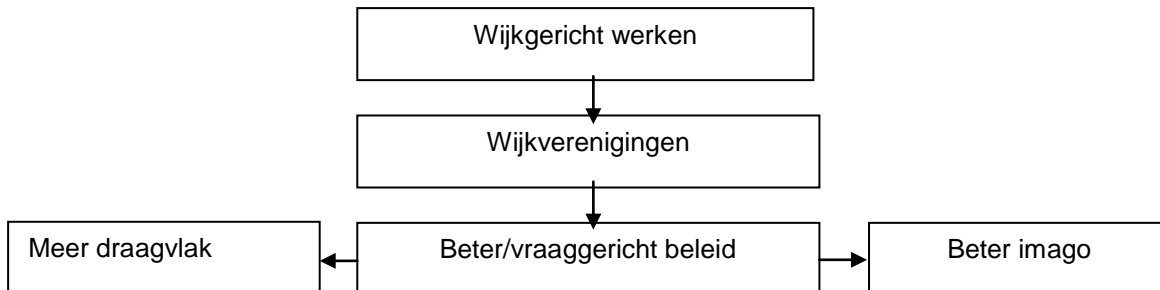 Wijkgericht werken
Wijkverenigingen
Meer draagvlak
Beter/vraaggericht beleid
Beter imago